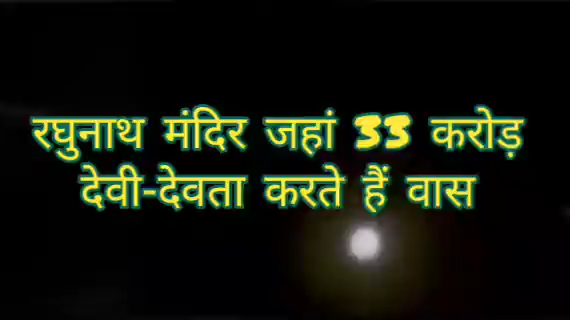 रघुनाथ मंदिर जहां 33 करोड़
देवी-देवता करते हैं वास